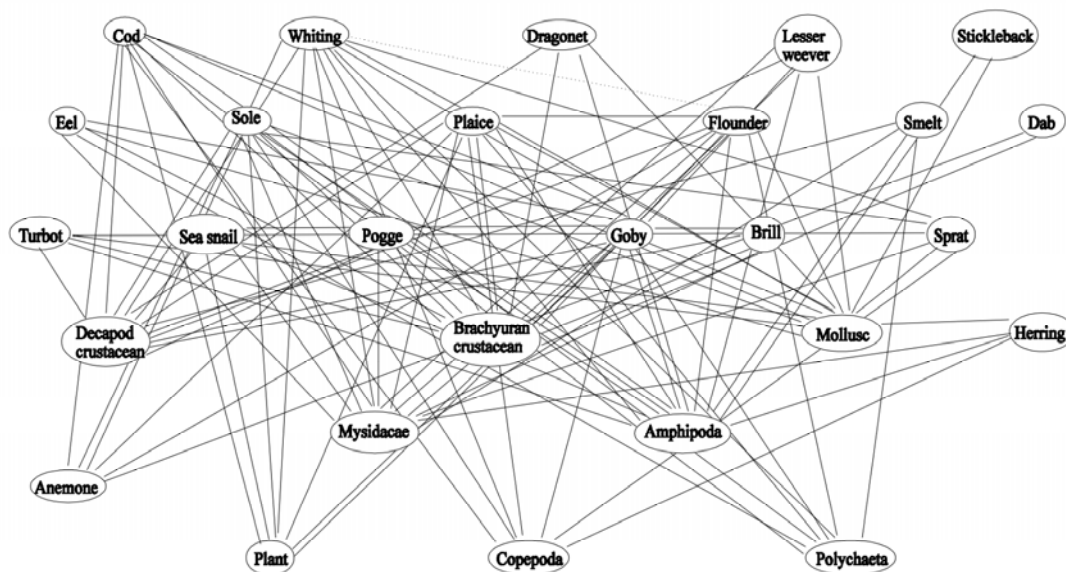 Cod
Whiting
Dragonet
Lesser
weever
Stickleback
Eel
Sole
Plaice
Flounder
Smelt
Dab
Turbot
Sea snail
Pogge
Goby
Brill
Sprat
Decapod
crustacean
Brachyuran
crustacean
Mollusc
Herring
Mysidacae
Amphipoda
Anemone
Plant
Copepoda
Polychaeta